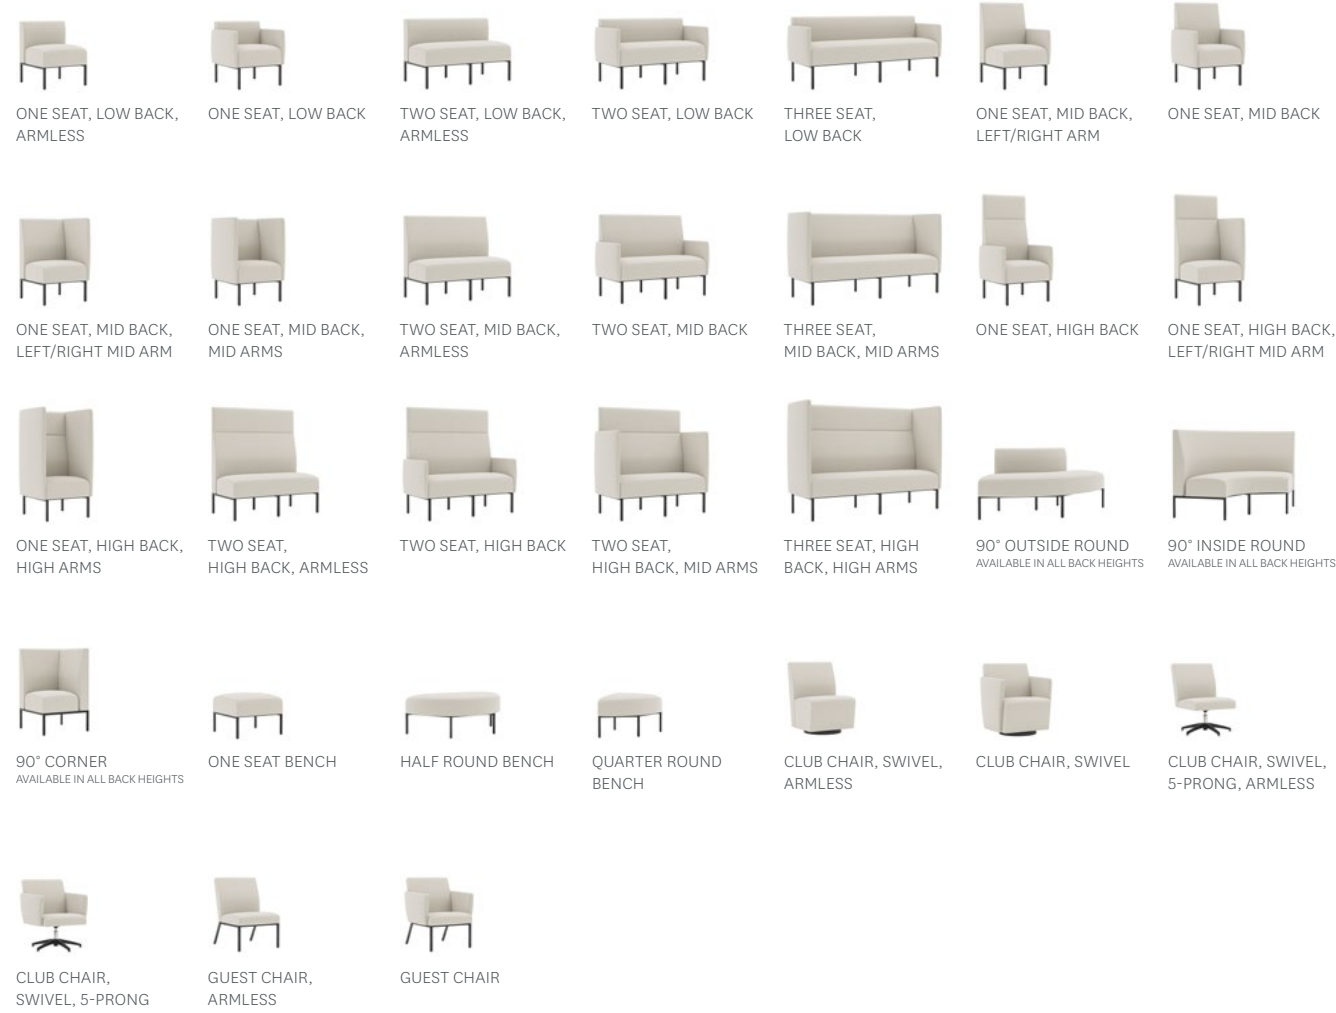 ONE SEAT, LOW BACK,
ARMLESS
ONE SEAT, LOW BACK
TWO SEAT, LOW BACK,
ARMLESS
TWO SEAT, LOW BACK
THREE SEAT,
LOW BACK
ONE SEAT, MID BACK,
LEFT/RIGHT ARM
ONE SEAT, MID BACK
ONE SEAT, MID BACK,
LEFT/RIGHT MID ARM
ONE SEAT, MID BACK,
MID ARMS
TWO SEAT, MID BACK,
ARMLESS
TWO SEAT, MID BACK
THREE SEAT,
MID BACK, MID ARMS
ONE SEAT, HIGH BACK
ONE SEAT, HIGH BACK,
LEFT/RIGHT MID ARM
ONE SEAT, HIGH BACK,
HIGH ARMS
TWO SEAT,
HIGH BACK, ARMLESS
TWO SEAT, HIGH BACK
TWO SEAT,
HIGH BACK, MID ARMS
THREE SEAT, HIGH
BACK, HIGH ARMS
90° OUTSIDE ROUND
AVAILABLE IN ALL BACK HEIGHTS
90° INSIDE ROUND
AVAILABLE IN ALL BACK HEIGHTS
90° CORNER
AVAILABLE IN ALL BACK HEIGHTS
ONE SEAT BENCH
HALF ROUND BENCH
QUARTER ROUND
BENCH
CLUB CHAIR, SWIVEL,
ARMLESS
CLUB CHAIR, SWIVEL
CLUB CHAIR, SWIVEL,
5-PRONG, ARMLESS
CLUB CHAIR,
SWIVEL, 5-PRONG
GUEST CHAIR,
ARMLESS
GUEST CHAIR